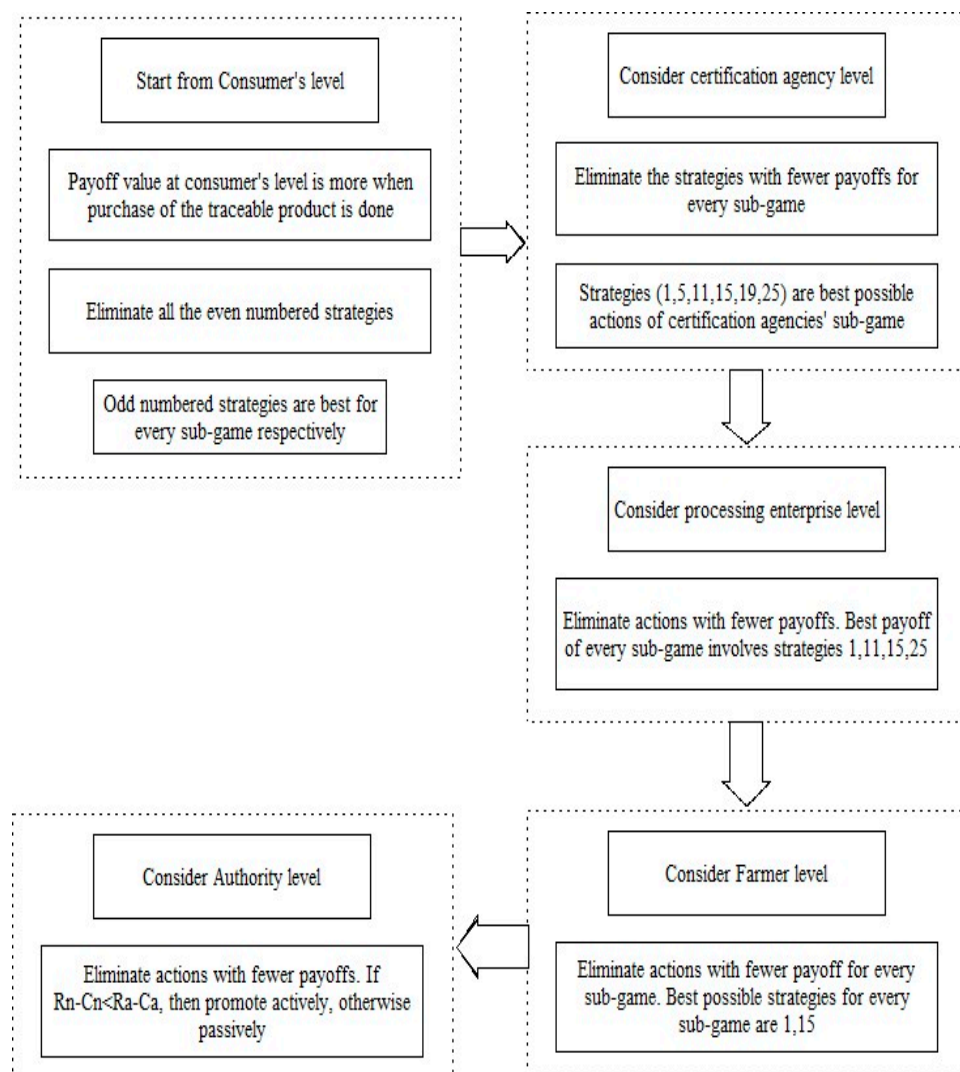 Start from Consumer's level
Payoff value at consumer's level is more when
purchase of the traceable product is done
Eliminate all the even numbered strategies
Odd numbered strategies are best for
every sub-game respectively
Consider certification agency level
Eliminate the strategies with fewer payoffs for
every sub-game
Strategies (1,5,11,15,19,25) are best possible
actions of certification agencies' sub-game
Consider processing enterprise level
Eliminate actions with fewer payoffs. Best payoff
of every sub-game involves strategies 1,11,15,25
Consider Farmer level
Eliminate actions with fewer payoff for every
sub-game. Best possible strategies for every
sub-game are 1,15
Consider Authority level
Eliminate actions with fewer payoffs. If
Rn-Cn<Ra-Ca, then promote actively, otherwise
passively